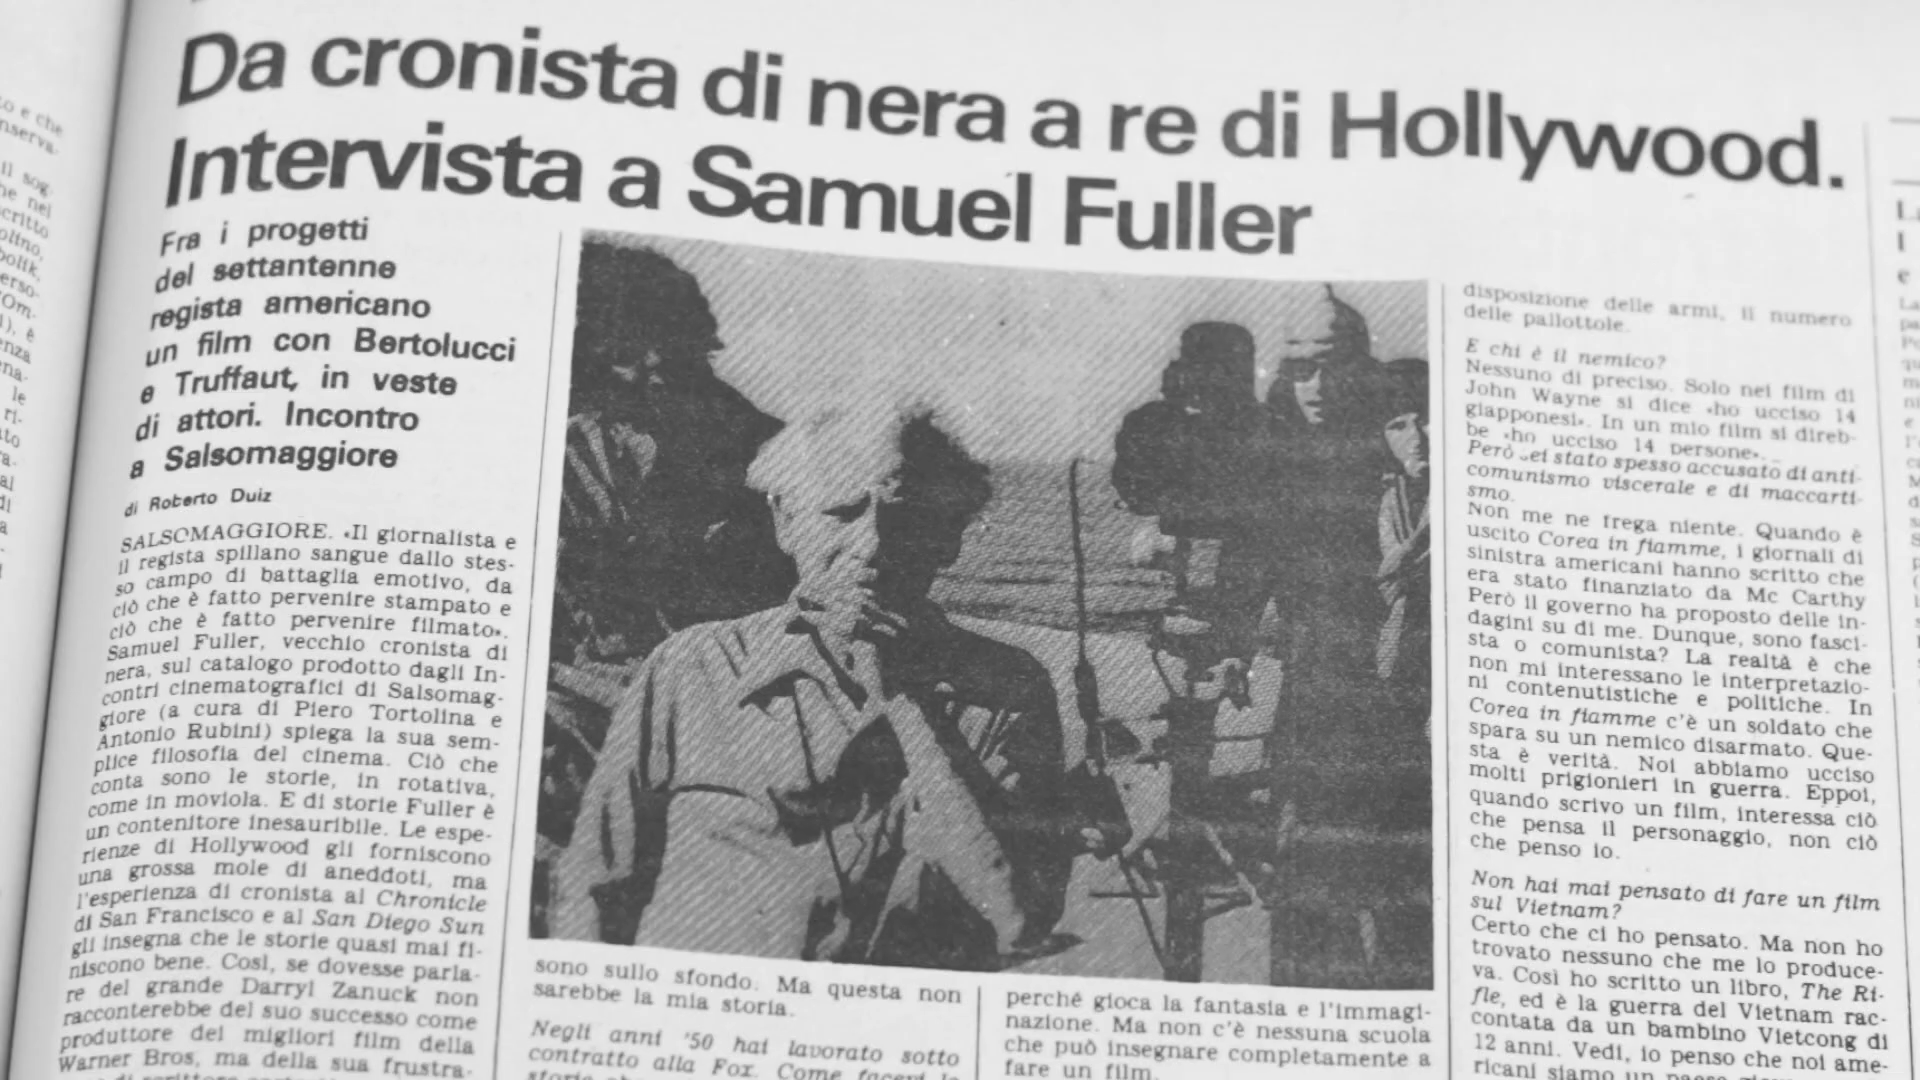 Da cronista di nera a re di Hollywood.
Intervista a Samuel Fuller
Fra i progetti
del settantenne
regista americano
un film con Bertolucci
e Truffaut, in veste
di attori. Incontro
a Salsomaggiore
di Roberto Duiz
SALSOMAGGIORE. «Il giornalista e
il regista spillano sangue dallo stes-
so campo di battaglia emotivo, da
ciò che è fatto pervenire stampato e
ciò che è fatto pervenire filmato».
Samuel Fuller, vecchio cronista di
nera, sul catalogo prodotto dagli In-
contri cinematografici di Salsomag-
giore (a cura di Piero Tortolina e
Antonio Rubini) spiega la sua sem-
plice filosofia del cinema. Ciò che
conta sono le storie, in rotativa,
come in moviola. E di storie Fuller è
un contenitore inesauribile. Le espe-
rienze di Hollywood gli forniscono
una grossa mole di aneddoti, ma
l'esperienza di cronista al Chronicle
di San Francisco e al San Diego Sun
gli insegna che le storie quasi mai fi-
niscono bene. Così, se dovesse parla-
re del grande Darryl Zanuck non
racconterebbe del suo successo come
produttore dei migliori film della
Warner Bros, ma della sua frustra-
sono sullo sfondo. Ma questa non
sarebbe la mia storia.
Negli anni '50 hai lavorato sotto
contratto alla Fox. Come facevi le
perché gioca la fantasia e l'immagi-
nazione. Ma non c'è nessuna scuola
che può insegnare completamente a
fare un film.
disposizione delle armi, il numero
delle pallottole.
E chi è il nemico?
Nessuno di preciso. Solo nei film di
John Wayne si dice «ho ucciso 14
giapponesi». In un mio film si direb-
be «ho ucciso 14 persone».
Però sei stato spesso accusato di anti-
comunismo viscerale e di maccarti-
smo.
Non me ne frega niente. Quando è
uscito Corea in fiamme, i giornali di
sinistra americani hanno scritto che
era stato finanziato da Mc Carthy
Però il governo ha proposto delle in-
dagini su di me. Dunque, sono fasci-
sta o comunista? La realtà è che
non mi interessano le interpretazio-
ni contenutistiche e politiche. In
Corea in fiamme c'è un soldato che
spara su un nemico disarmato. Que-
sta è verità. Noi abbiamo ucciso
molti prigionieri in guerra. Eppoi,
quando scrivo un film, interessa ciò
che pensa il personaggio, non ciò
che penso io.
Non hai mai pensato di fare un film
sul Vietnam?
Certo che ci ho pensato. Ma non ho
trovato nessuno che me lo produce-
va. Così ho scritto un libro, The Ri-
fle, ed è la guerra del Vietnam rac-
contata da un bambino Vietcong di
12 anni. Vedi, io penso che noi ame-
ricani siamo un paese